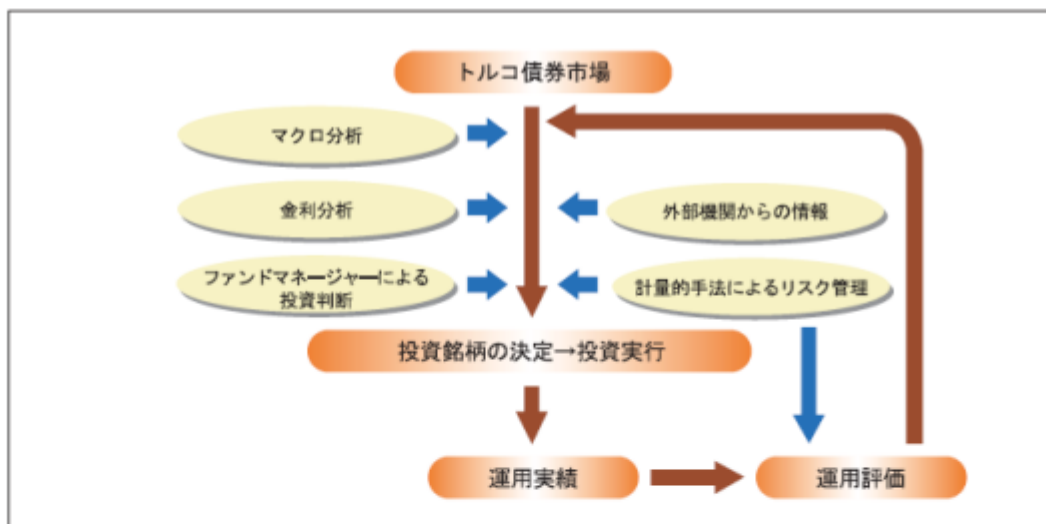 トルコ債券市場
マクロ分析
金利分析
外部機関からの情報
ファンドマネージャーによる
投資判断
計量的手法によるリスク管理
投資銘柄の決定→投資実行
運用実績
運用評価